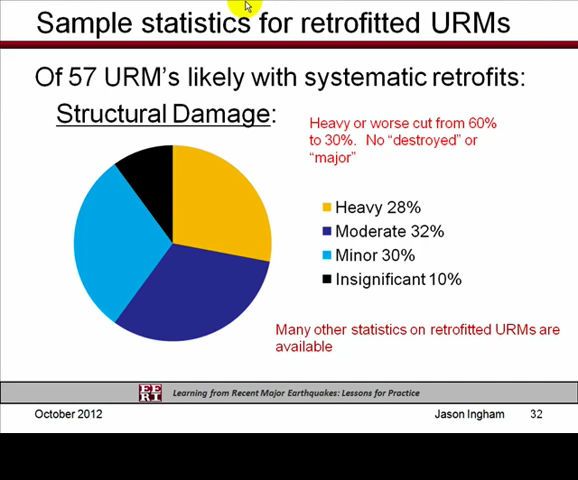 Sample statistics for retrofitted URMs
Of 57 URM's likely with systematic retrofits:
Structural Damage:
Heavy or worse cut from 60%
to 30%. No "destroyed" or
"major"
Heavy 28%
Moderate 32%
Minor 30%
Insignificant 10%
Many other statistics on retrofitted URMs are
available
EE
RI
Learning from Recent Major Earthquakes: Lessons for Practice
October 2012
Jason Ingham
32